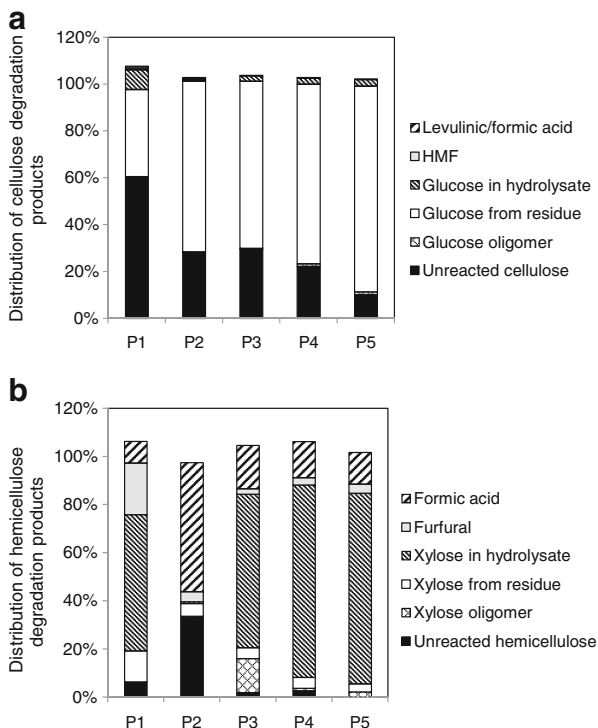 a
Distribution of cellulose degradation
products
120%
100%
80%
60%
40%
20%
0%
P1 P2 P3 P4 P5
Levulinic/formic acid
HMF
Glucose in hydrolysate
Glucose from residue
Glucose oligomer
Unreacted cellulose
b
Distribution of hemicellulose
degradation products
120%
100%
80%
60%
40%
20%
0%
P1 P2 P3 P4 P5
Formic acid
Furfural
Xylose in hydrolysate
Xylose from residue
Xylose oligomer
Unreacted hemicellulose